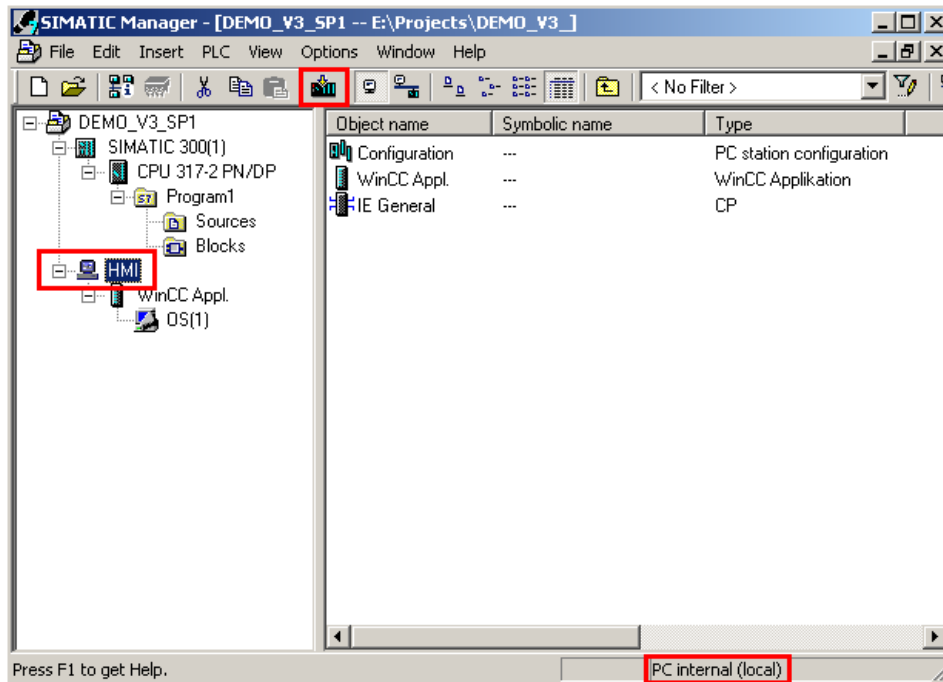 SIMATIC Manager - [DEMO_V3_SP1 -- E:\Projects\DEMO_V3_]
File Edit Insert PLC View Options Window Help
< No Filter >
DEMO_V3_SP1
SIMATIC 300(1)
CPU 317-2 PN/DP
S7 Program1
Sources
Blocks
HMI
WinCC Appl.
OS(1)
Object name Symbolic name Type
Configuration --- PC station configuration
WinCC Appl. --- WinCC Applikation
IE General --- CP
Press F1 to get Help. PC internal (local)